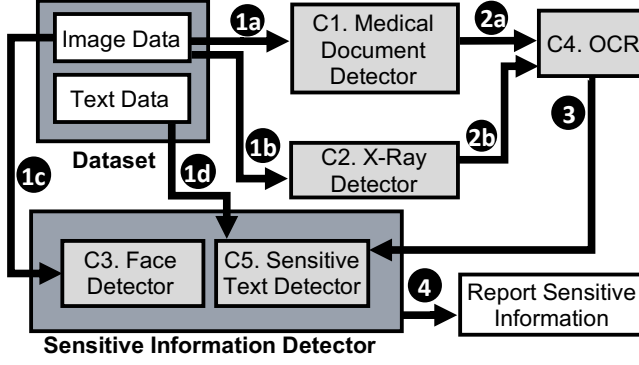 Image Data
Text Data
Dataset
1a
1b
1c
1d
C1. Medical
Document
Detector
C2. X-Ray
Detector
2a
2b
C4. OCR
3
C3. Face
Detector
C5. Sensitive
Text Detector
Sensitive Information Detector
4
Report Sensitive
Information